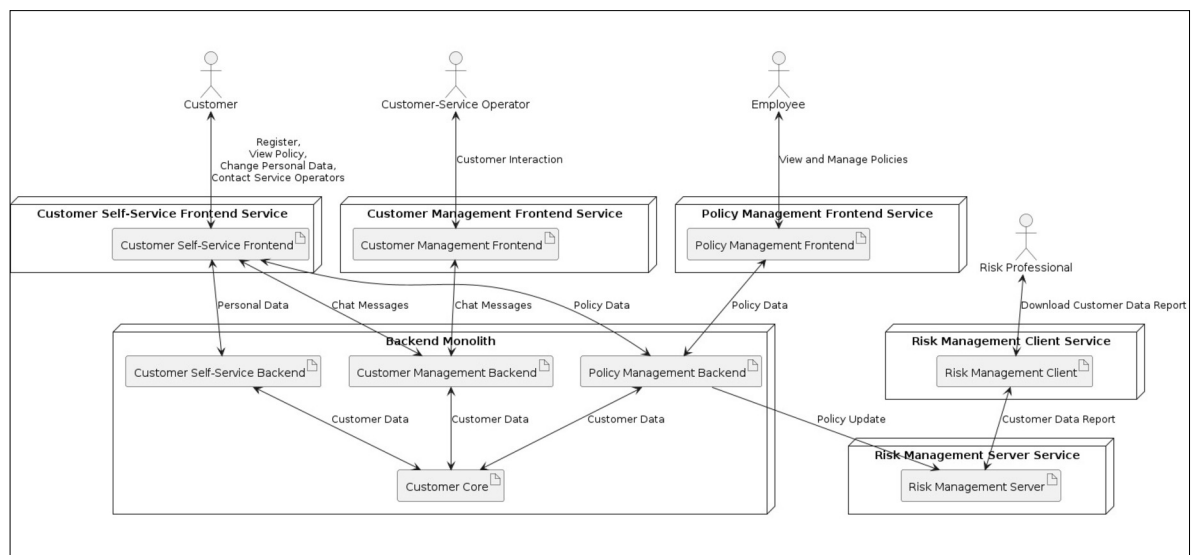 Customer
Customer-Service Operator
Employee
Register,
View Policy,
Change Personal Data,
Contact Service Operators
Customer Interaction
View and Manage Policies
Customer Self-Service Frontend Service
Customer Management Frontend Service
Policy Management Frontend Service
Customer Self-Service Frontend
Customer Management Frontend
Policy Management Frontend
Risk Professional
Personal Data
Chat Messages
Chat Messages
Policy Data
Policy Data
Download Customer Data Report
Backend Monolith
Risk Management Client Service
Customer Self-Service Backend
Customer Management Backend
Policy Management Backend
Risk Management Client
Customer Data
Customer Data
Customer Data
Policy Update
Customer Data Report
Risk Management Server Service
Customer Core
Risk Management Server